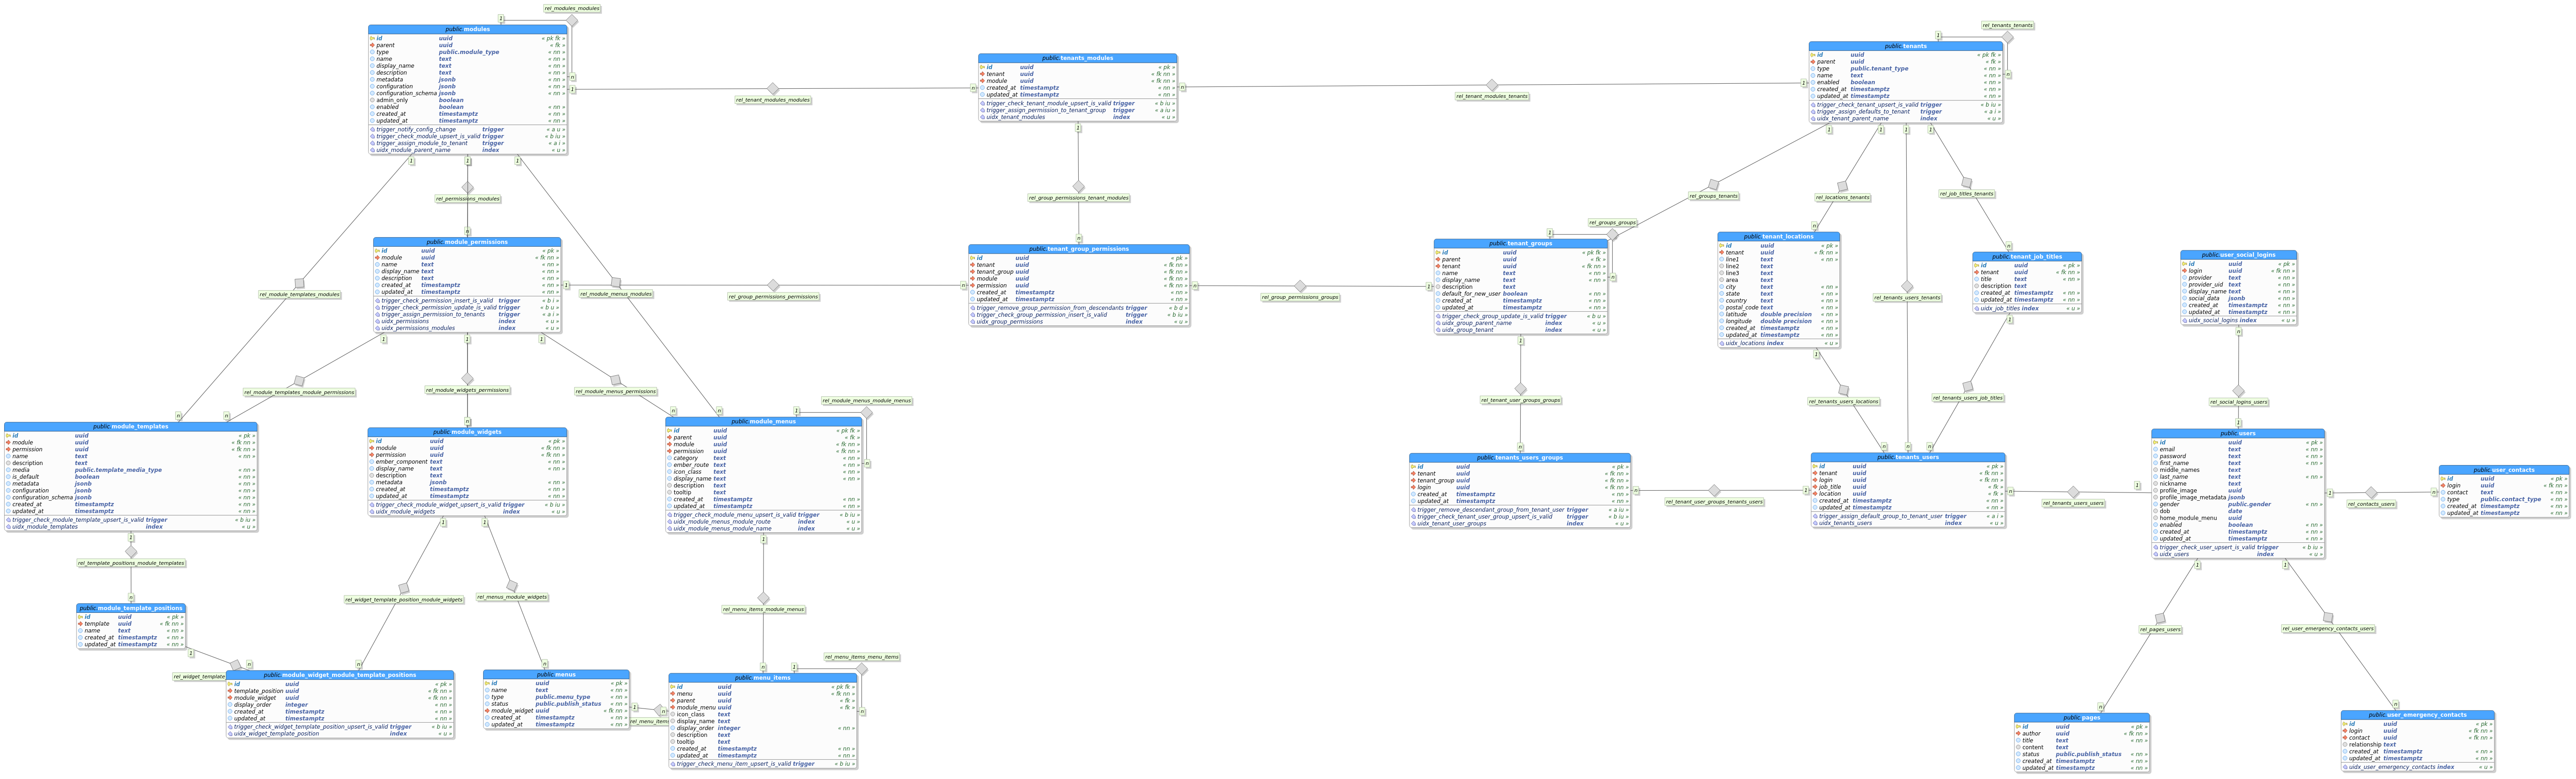 rel_modules_modules
1
public.modules
id uuid « pk fk »
parent uuid « fk »
type public.module_type « nn »
name text « nn »
display_name text « nn »
description text « nn »
metadata jsonb « nn »
configuration jsonb « nn »
configuration_schema jsonb « nn »
admin_only boolean
enabled boolean « nn »
created_at timestamptz « nn »
updated_at timestamptz « nn »
trigger_notify_config_change trigger « a u »
trigger_check_module_upsert_is_valid trigger « b iu »
trigger_assign_module_to_tenant trigger « a i »
uidx_module_parent_name index « u »
n
1
rel_tenant_modules_modules
n
public.tenants_modules
id uuid « pk »
tenant uuid « fk nn »
module uuid « fk nn »
created_at timestamptz « nn »
updated_at timestamptz « nn »
trigger_check_tenant_module_upsert_is_valid trigger « b iu »
trigger_assign_permission_to_tenant_group trigger « a iu »
uidx_tenant_modules index « u »
n
rel_tenant_modules_tenants
1
rel_tenants_tenants
1
public.tenants
id uuid « pk fk »
parent uuid « fk »
type public.tenant_type « nn »
name text « nn »
enabled boolean « nn »
created_at timestamptz « nn »
updated_at timestamptz « nn »
trigger_check_tenant_upsert_is_valid trigger « b iu »
trigger_assign_defaults_to_tenant trigger « a i »
uidx_tenant_parent_name index « u »
n
1
1
1
1
1
1
1
1
rel_permissions_modules
rel_group_permissions_tenant_modules
rel_groups_tenants
rel_locations_tenants
rel_job_titles_tenants
n
public.module_permissions
id uuid « pk »
module uuid « fk nn »
name text « nn »
display_name text « nn »
description text « nn »
created_at timestamptz « nn »
updated_at timestamptz « nn »
trigger_check_permission_insert_is_valid trigger « b i »
trigger_check_permission_update_is_valid trigger « b u »
trigger_assign_permission_to_tenants trigger « a i »
uidx_permissions index « u »
uidx_permissions_modules index « u »
1
rel_module_templates_modules
rel_module_menus_modules
rel_group_permissions_permissions
n
n
public.tenant_group_permissions
id uuid « pk »
tenant uuid « fk nn »
tenant_group uuid « fk nn »
module uuid « fk nn »
permission uuid « fk nn »
created_at timestamptz « nn »
updated_at timestamptz « nn »
trigger_remove_group_permission_from_descendants trigger « b d »
trigger_check_group_permission_insert_is_valid trigger « b iu »
uidx_group_permissions index « u »
n
rel_group_permissions_groups
1
rel_groups_groups
1
public.tenant_groups
id uuid « pk fk »
parent uuid « fk »
tenant uuid « fk nn »
name text « nn »
display_name text « nn »
description text « nn »
default_for_new_user boolean « nn »
created_at timestamptz « nn »
updated_at timestamptz « nn »
trigger_check_group_update_is_valid trigger « b u »
uidx_group_parent_name index « u »
uidx_group_tenant index « u »
n
n
public.tenant_locations
id uuid « pk »
tenant uuid « fk nn »
line1 text « nn »
line2 text
line3 text
area text
city text « nn »
state text « nn »
country text « nn »
postal_code text « nn »
latitude double precision « nn »
longitude double precision « nn »
created_at timestamptz « nn »
updated_at timestamptz « nn »
uidx_locations index « u »
rel_tenants_users_tenants
n
public.tenant_job_titles
id uuid « pk »
tenant uuid « fk nn »
title text « nn »
description text
created_at timestamptz « nn »
updated_at timestamptz « nn »
uidx_job_titles index « u »
public.user_social_logins
id uuid « pk »
login uuid « fk nn »
provider text « nn »
provider_uid text « nn »
display_name text « nn »
social_data jsonb « nn »
created_at timestamptz « nn »
updated_at timestamptz « nn »
uidx_social_logins index « u »
n
1
1
1
1
1
1
rel_module_templates_module_permissions
rel_module_widgets_permissions
rel_module_menus_permissions
rel_tenant_user_groups_groups
rel_tenants_users_locations
rel_tenants_users_job_titles
rel_social_logins_users
n
n
public.module_templates
id uuid « pk »
module uuid « fk nn »
permission uuid « fk nn »
name text « nn »
description text
media public.template_media_type « nn »
is_default boolean « nn »
metadata jsonb « nn »
configuration jsonb « nn »
configuration_schema jsonb « nn »
created_at timestamptz « nn »
updated_at timestamptz « nn »
trigger_check_module_template_upsert_is_valid trigger « b iu »
uidx_module_templates index « u »
n
public.module_widgets
id uuid « pk »
module uuid « fk nn »
permission uuid « fk nn »
ember_component text « nn »
display_name text « nn »
description text
metadata jsonb « nn »
created_at timestamptz « nn »
updated_at timestamptz « nn »
trigger_check_module_widget_upsert_is_valid trigger « b iu »
uidx_module_widgets index « u »
rel_module_menus_module_menus
n
n
1
public.module_menus
id uuid « pk fk »
parent uuid « fk »
module uuid « fk nn »
permission uuid « fk nn »
category text « nn »
ember_route text « nn »
icon_class text « nn »
display_name text « nn »
description text
tooltip text
created_at timestamptz « nn »
updated_at timestamptz « nn »
trigger_check_module_menu_upsert_is_valid trigger « b iu »
uidx_module_menus_module_route index « u »
uidx_module_menus_module_name index « u »
n
n
public.tenants_users_groups
id uuid « pk »
tenant uuid « fk nn »
tenant_group uuid « fk nn »
login uuid « fk nn »
created_at timestamptz « nn »
updated_at timestamptz « nn »
trigger_remove_descendant_group_from_tenant_user trigger « a iu »
trigger_check_tenant_user_group_upsert_is_valid trigger « b iu »
uidx_tenant_user_groups index « u »
n
rel_tenant_user_groups_tenants_users
1
n
n
n
public.tenants_users
id uuid « pk »
tenant uuid « fk nn »
login uuid « fk nn »
job_title uuid « fk »
location uuid « fk »
created_at timestamptz « nn »
updated_at timestamptz « nn »
trigger_assign_default_group_to_tenant_user trigger « a i »
uidx_tenants_users index « u »
n
rel_tenants_users_users
1
1
public.users
id uuid « pk »
email text « nn »
password text « nn »
first_name text « nn »
middle_names text
last_name text « nn »
nickname text
profile_image uuid
profile_image_metadata jsonb
gender public.gender « nn »
dob date
home_module_menu uuid
enabled boolean « nn »
created_at timestamptz « nn »
updated_at timestamptz « nn »
trigger_check_user_upsert_is_valid trigger « b iu »
uidx_users index « u »
1
rel_contacts_users
n
public.user_contacts
id uuid « pk »
login uuid « fk nn »
contact text « nn »
type public.contact_type « nn »
created_at timestamptz « nn »
updated_at timestamptz « nn »
1
1
1
1
1
1
rel_template_positions_module_templates
rel_widget_template_position_module_widgets
rel_menus_module_widgets
rel_menu_items_module_menus
rel_pages_users
rel_user_emergency_contacts_users
n
public.module_template_positions
id uuid « pk »
template uuid « fk nn »
name text « nn »
created_at timestamptz « nn »
updated_at timestamptz « nn »
1
n
rel_widget_template
n
public.module_widget_module_template_positions
id uuid « pk »
template_position uuid « fk nn »
module_widget uuid « fk nn »
display_order integer « nn »
created_at timestamptz « nn »
updated_at timestamptz « nn »
trigger_check_widget_template_position_upsert_is_valid trigger « b iu »
uidx_widget_template_position index « u »
n
public.menus
id uuid « pk »
name text « nn »
type public.menu_type « nn »
status public.publish_status « nn »
module_widget uuid « fk nn »
created_at timestamptz « nn »
updated_at timestamptz « nn »
1
n
rel_menu_items
rel_menu_items_menu_items
n
1
public.menu_items
id uuid « pk fk »
menu uuid « fk nn »
parent uuid « fk »
module_menu uuid « fk »
icon_class text
display_name text
display_order integer « nn »
description text
tooltip text
created_at timestamptz « nn »
updated_at timestamptz « nn »
trigger_check_menu_item_upsert_is_valid trigger « b iu »
n
n
public.pages
id uuid « pk »
author uuid « fk nn »
title text « nn »
content text
status public.publish_status « nn »
created_at timestamptz « nn »
updated_at timestamptz « nn »
n
public.user_emergency_contacts
id uuid « pk »
login uuid « fk nn »
contact uuid « fk nn »
relationship text
created_at timestamptz « nn »
updated_at timestamptz « nn »
uidx_user_emergency_contacts index « u »